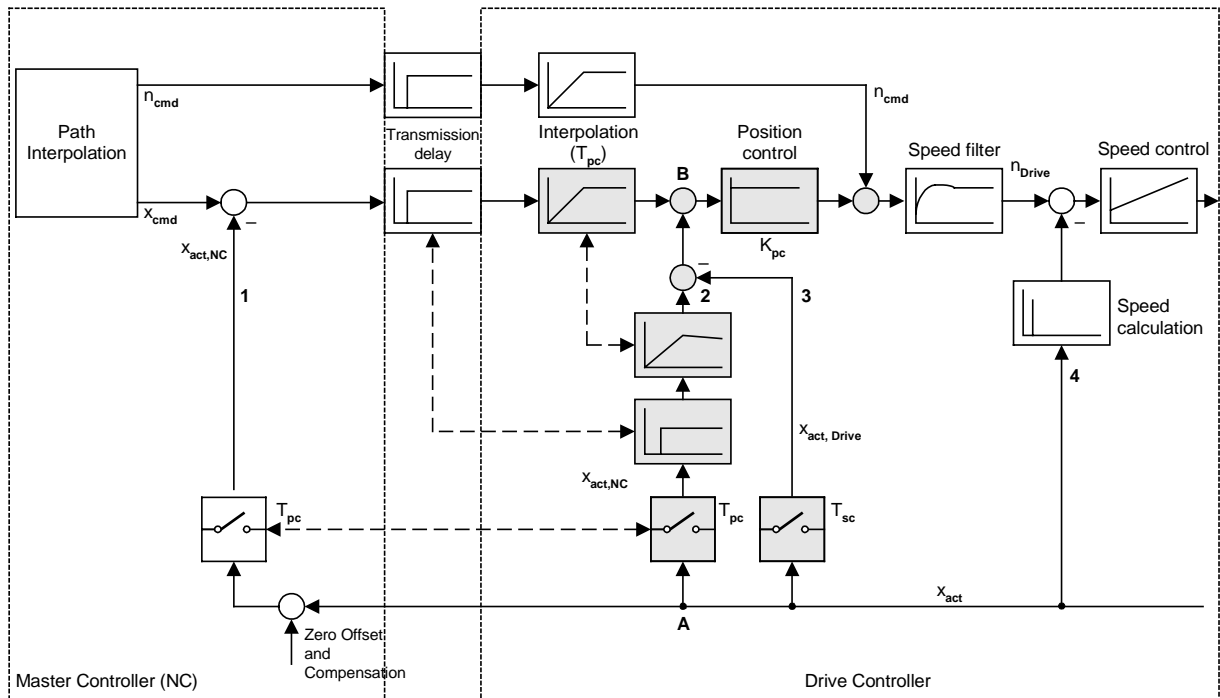 Path
Interpolation
n_cmd
x_cmd
x_act,NC
1
Transmission
delay
Interpolation
(T_pc)
n_cmd
B
Position
control
K_pc
Speed filter
n_Drive
Speed control
–
–
–
2
3
Speed
calculation
4
x_act, Drive
x_act,NC
T_pc
T_pc
T_sc
x_act
A
Zero Offset
and
Compensation
Master Controller (NC)
Drive Controller